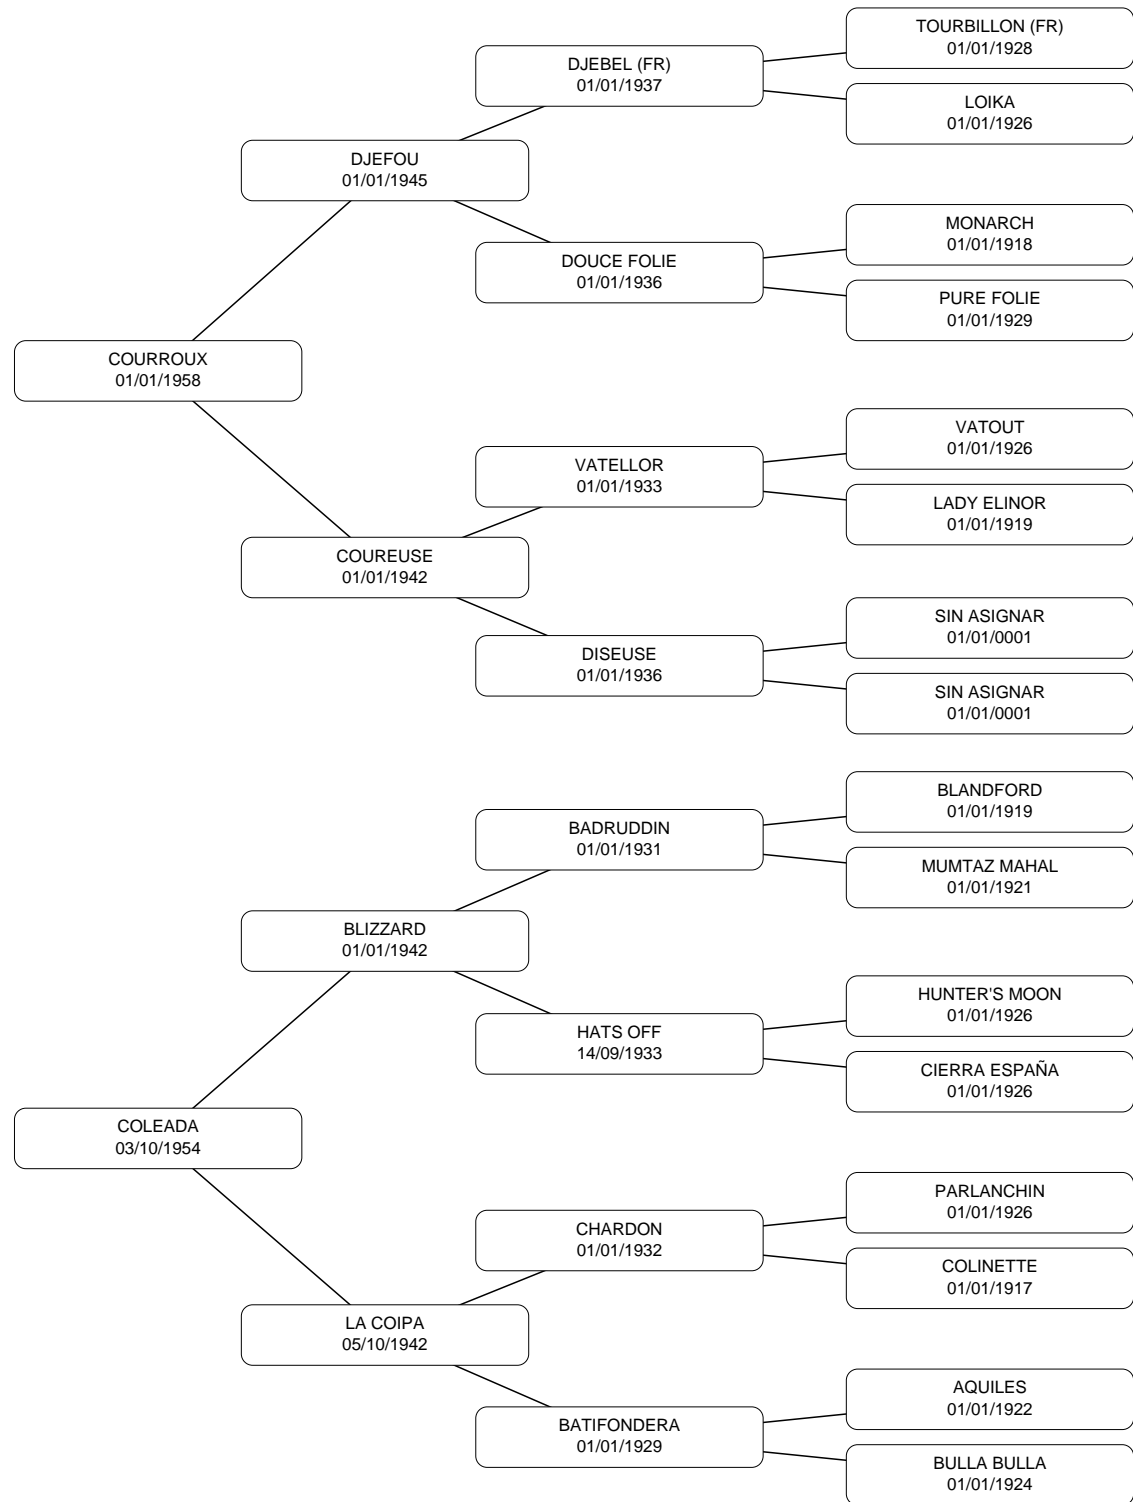 TOURBILLON (FR)
01/01/1928
DJEBEL (FR)
01/01/1937
LOIKA
01/01/1926
DJEFOU
01/01/1945
MONARCH
01/01/1918
DOUCE FOLIE
01/01/1936
PURE FOLIE
01/01/1929
COURROUX
01/01/1958
VATOUT
01/01/1926
VATELLOR
01/01/1933
LADY ELINOR
01/01/1919
COUREUSE
01/01/1942
SIN ASIGNAR
01/01/0001
DISEUSE
01/01/1936
SIN ASIGNAR
01/01/0001
BLANDFORD
01/01/1919
BADRUDDIN
01/01/1931
MUMTAZ MAHAL
01/01/1921
BLIZZARD
01/01/1942
HUNTER'S MOON
01/01/1926
HATS OFF
14/09/1933
CIERRA ESPAÑA
01/01/1926
COLEADA
03/10/1954
PARLANCHIN
01/01/1926
CHARDON
01/01/1932
COLINETTE
01/01/1917
LA COIPA
05/10/1942
AQUILES
01/01/1922
BATIFONDERA
01/01/1929
BULLA BULLA
01/01/1924